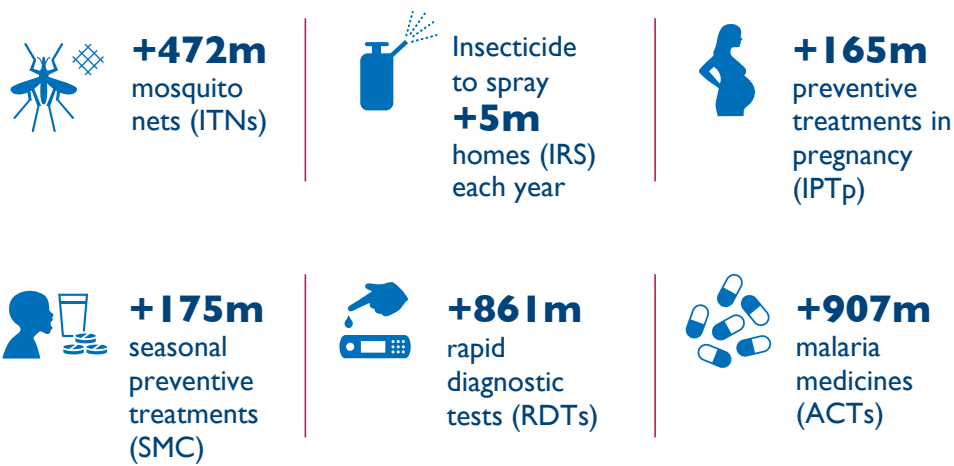 +472m
mosquito
nets (ITNs)
Insecticide
to spray
+5m
homes (IRS)
each year
+165m
preventive
treatments in
pregnancy
(IPTp)
+175m
seasonal
preventive
treatments
(SMC)
+861m
rapid
diagnostic
tests (RDTs)
+907m
malaria
medicines
(ACTs)